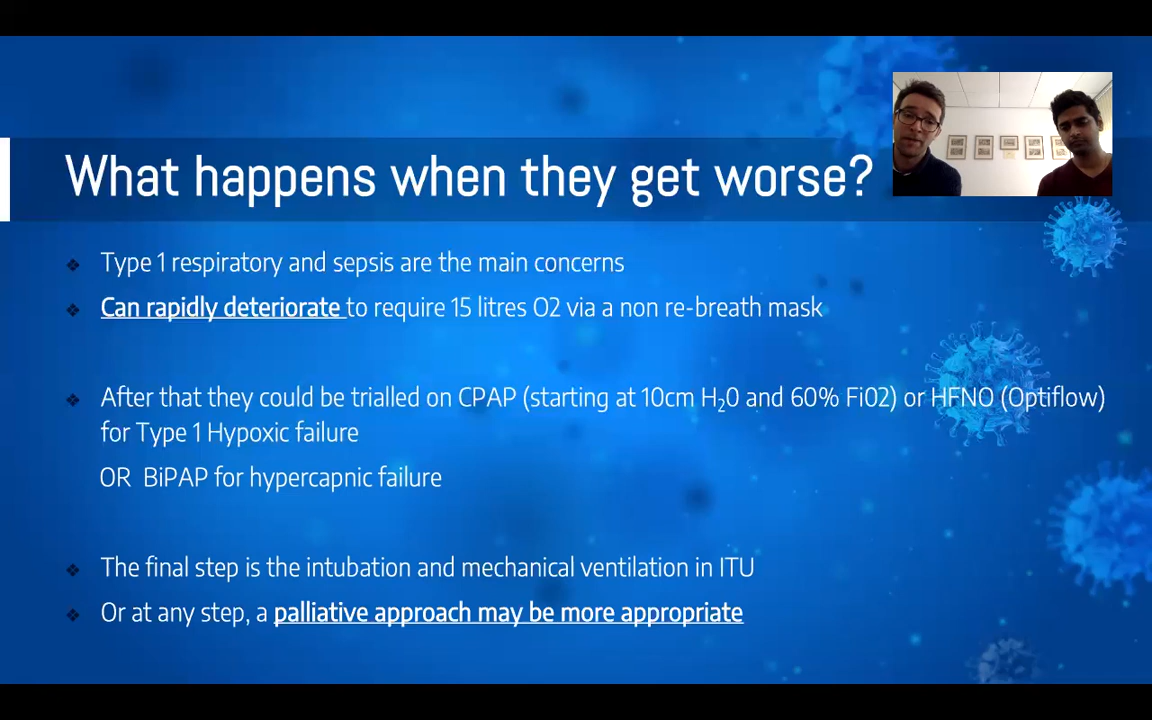 What happens when they get worse?
Type 1 respiratory and sepsis are the main concerns
Can rapidly deteriorate to require 15 litres O2 via a non re-breath mask
After that they could be trialled on CPAP (starting at 10cm H₂0 and 60% FiO2) or HFNO (Optiflow)
for Type 1 Hypoxic failure
OR BiPAP for hypercapnic failure
The final step is the intubation and mechanical ventilation in ITU
Or at any step, a palliative approach may be more appropriate